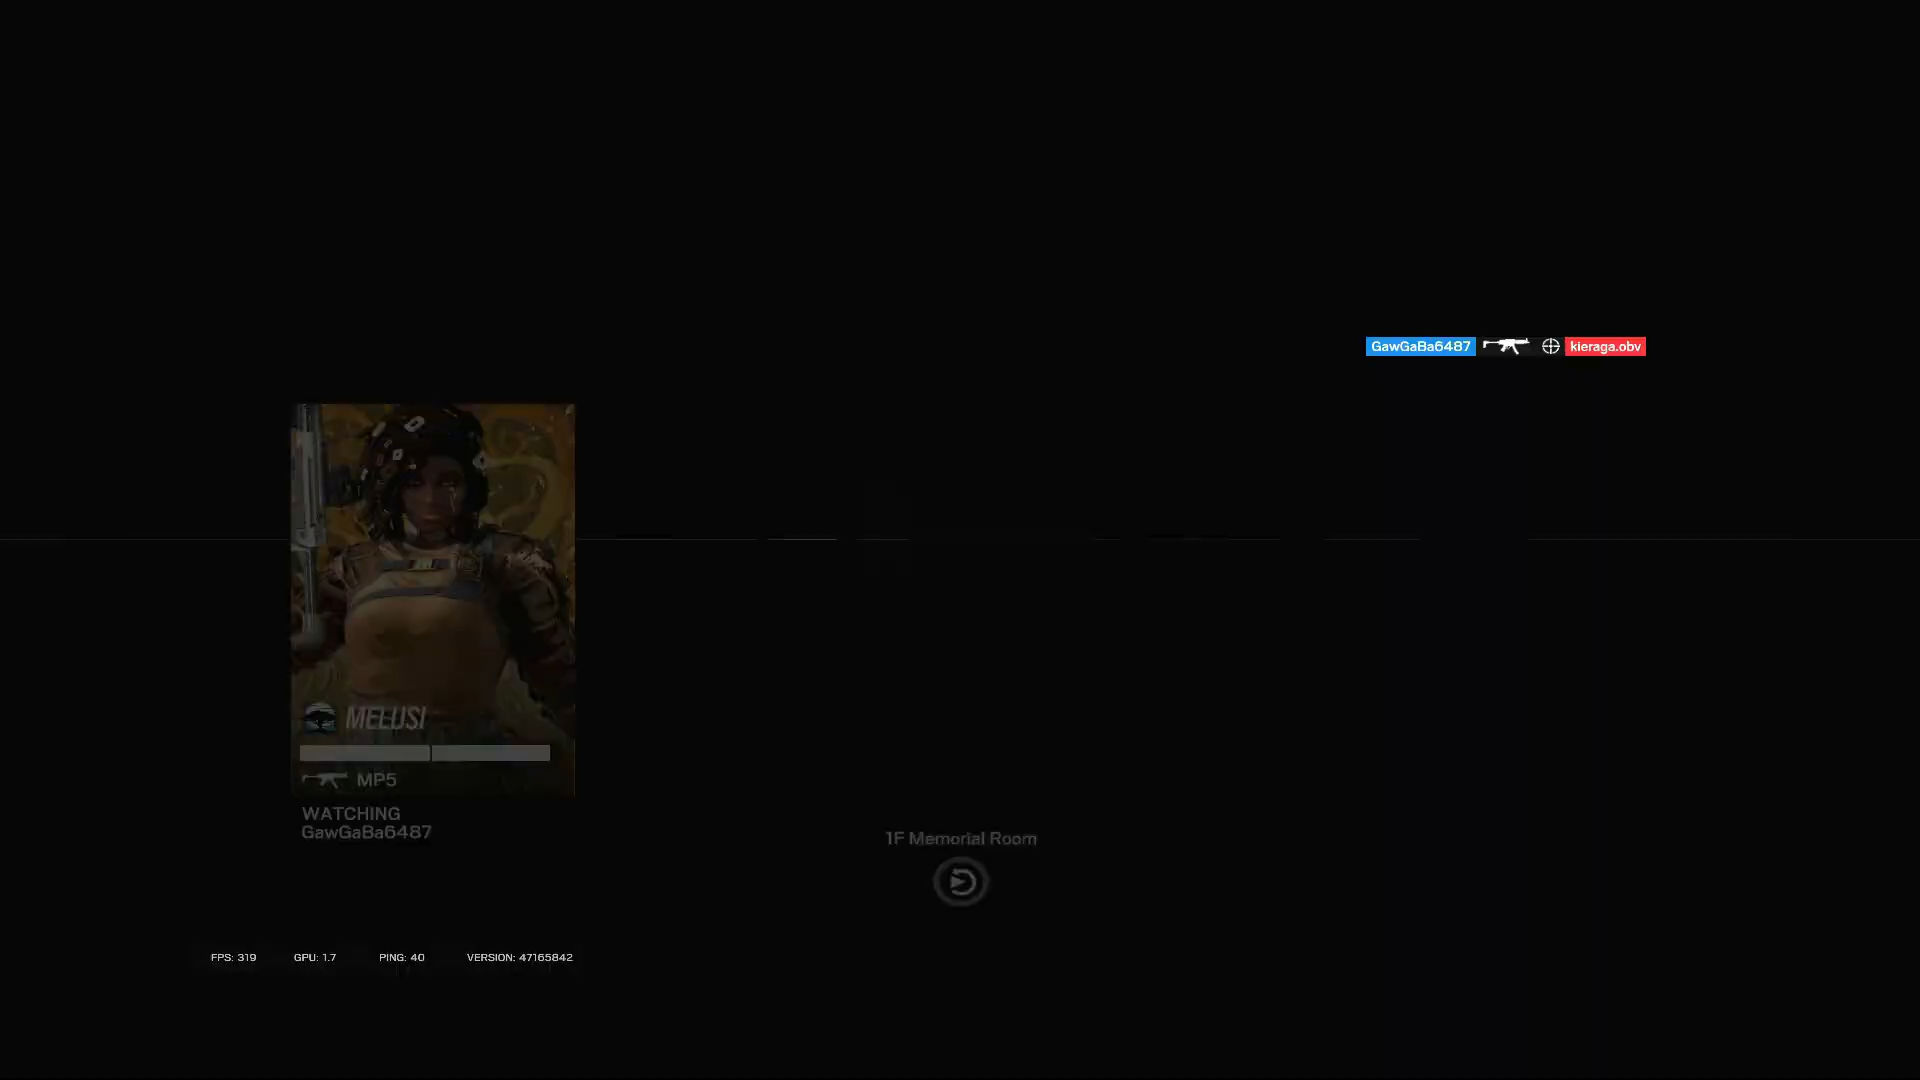 GawGaBa6487 kieraga.obv
MELUSI
MP5
WATCHING
GawGaBa6487
1F Memorial Room
FPS: 319 GPU: 1.7 PING: 40 VERSION: 47165842